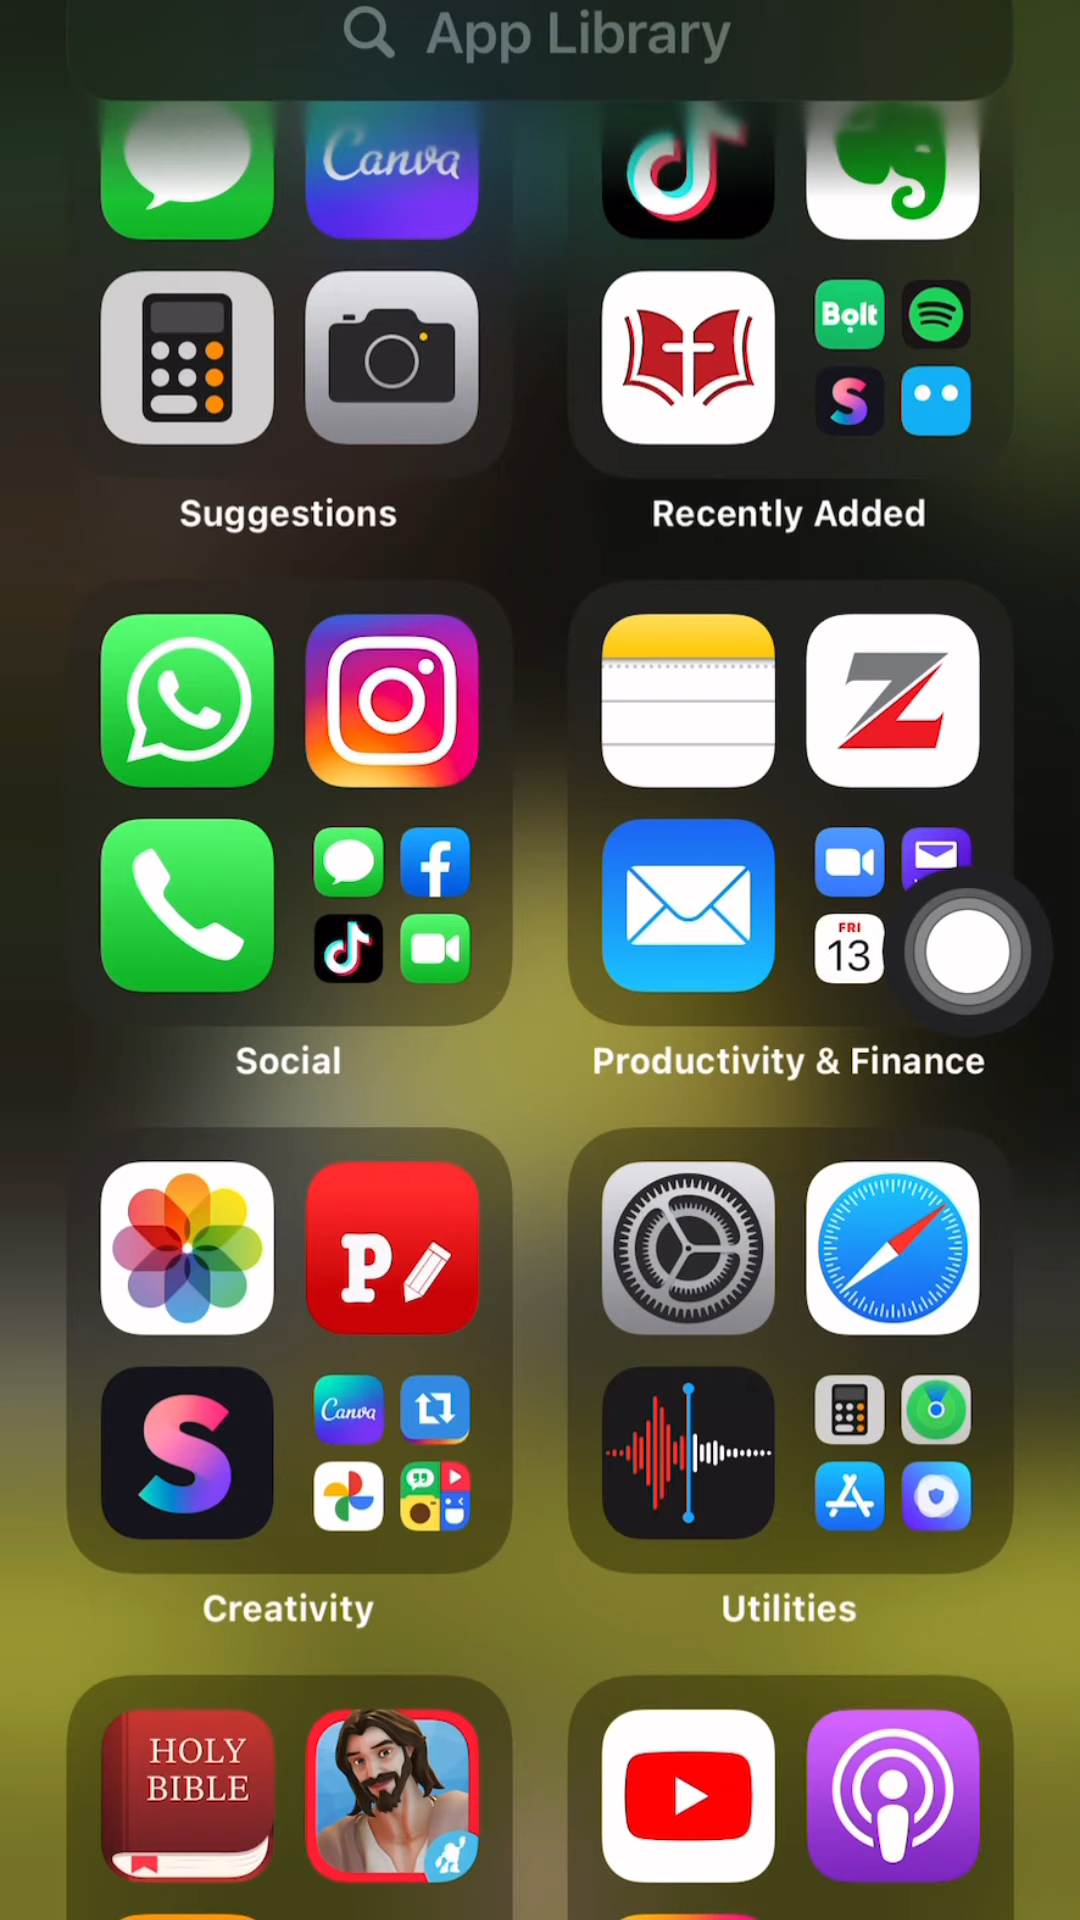 App Library
Canva
Bolt
Suggestions
Recently Added
FRI
13
Social
Productivity & Finance
P
S
Canva
Creativity
Utilities
HOLY
BIBLE